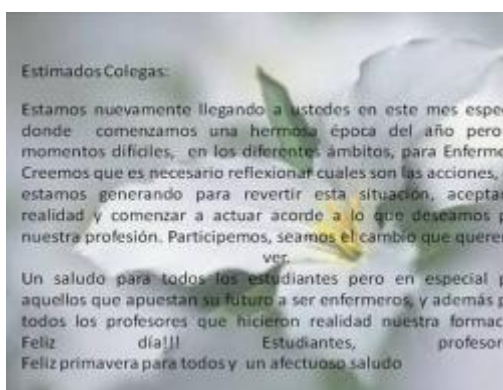 Estimados Colegas:
Estamos nuevamente llegando a ustedes en este mes espe
donde comenzamos una hermosa época del año pero
momentos difíciles, en los diferentes ámbitos, para Enferme
Creemos que es necesario reflexionar cuales son las acciones,
estamos generando para revertir esta situación, acepta
realidad y comenzar a actuar acorde a lo que deseamos
nuestra profesión. Participemos, seamos el cambio que quere
ver.
Un saludo para todos los estudiantes pero en especial p
aquellos que apuestan su futuro a ser enfermeros, y además p
todos los profesores que hicieron realidad nuestra formac
Feliz día!!! Estudiantes, profesor
Feliz primavera para todos y un afectuoso saludo